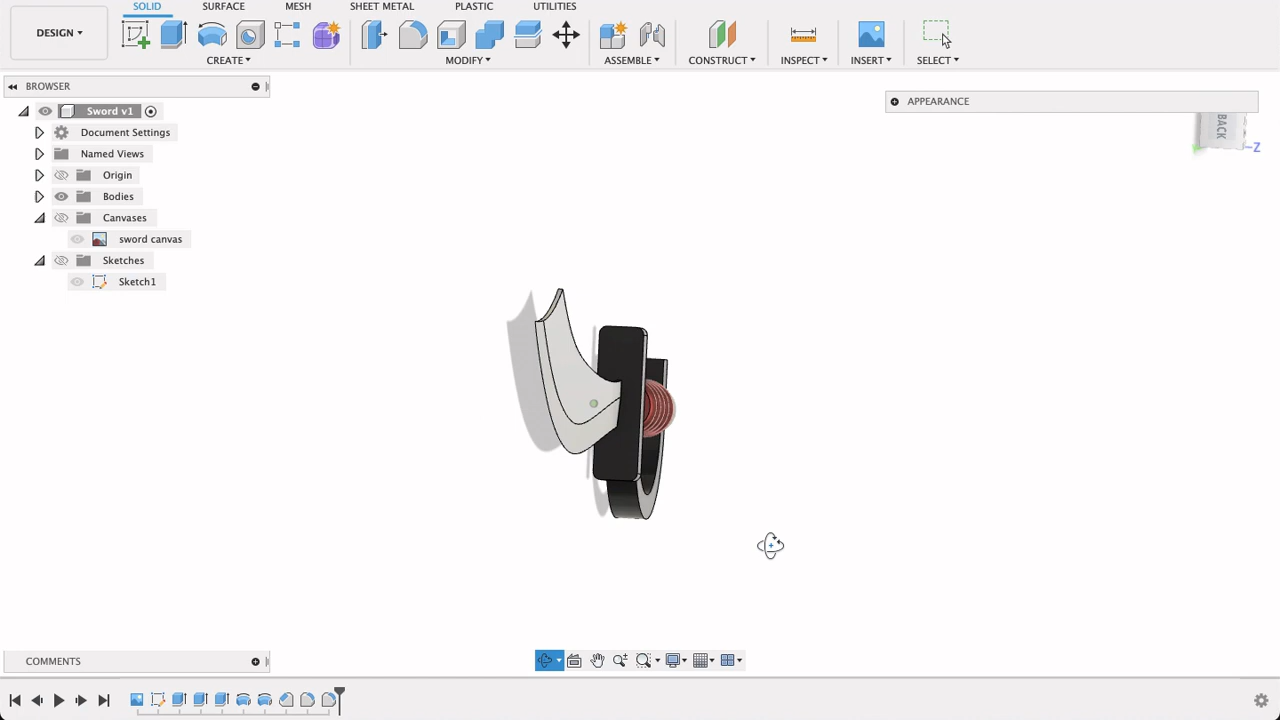 SOLID SURFACE MESH SHEET METAL PLASTIC UTILITIES
DESIGN
CREATE MODIFY ASSEMBLE CONSTRUCT INSPECT INSERT SELECT
BROWSER
APPEARANCE
Sword v1
BACK
Document Settings
-Z
Named Views
Origin
Bodies
Canvases
sword canvas
Sketches
Sketch1
COMMENTS